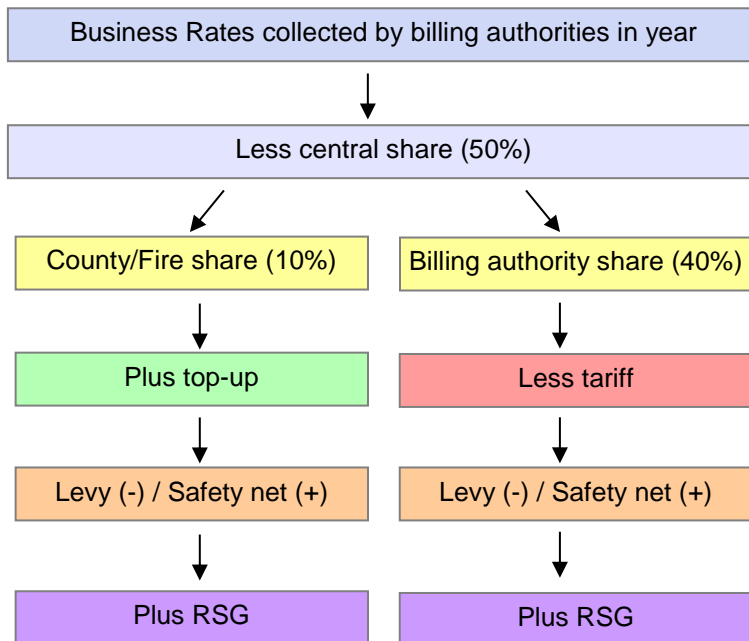 Business Rates collected by billing authorities in year
Less central share (50%)
County/Fire share (10%)
Billing authority share (40%)
Plus top-up
Less tariff
Levy (-) / Safety net (+)
Levy (-) / Safety net (+)
Plus RSG
Plus RSG